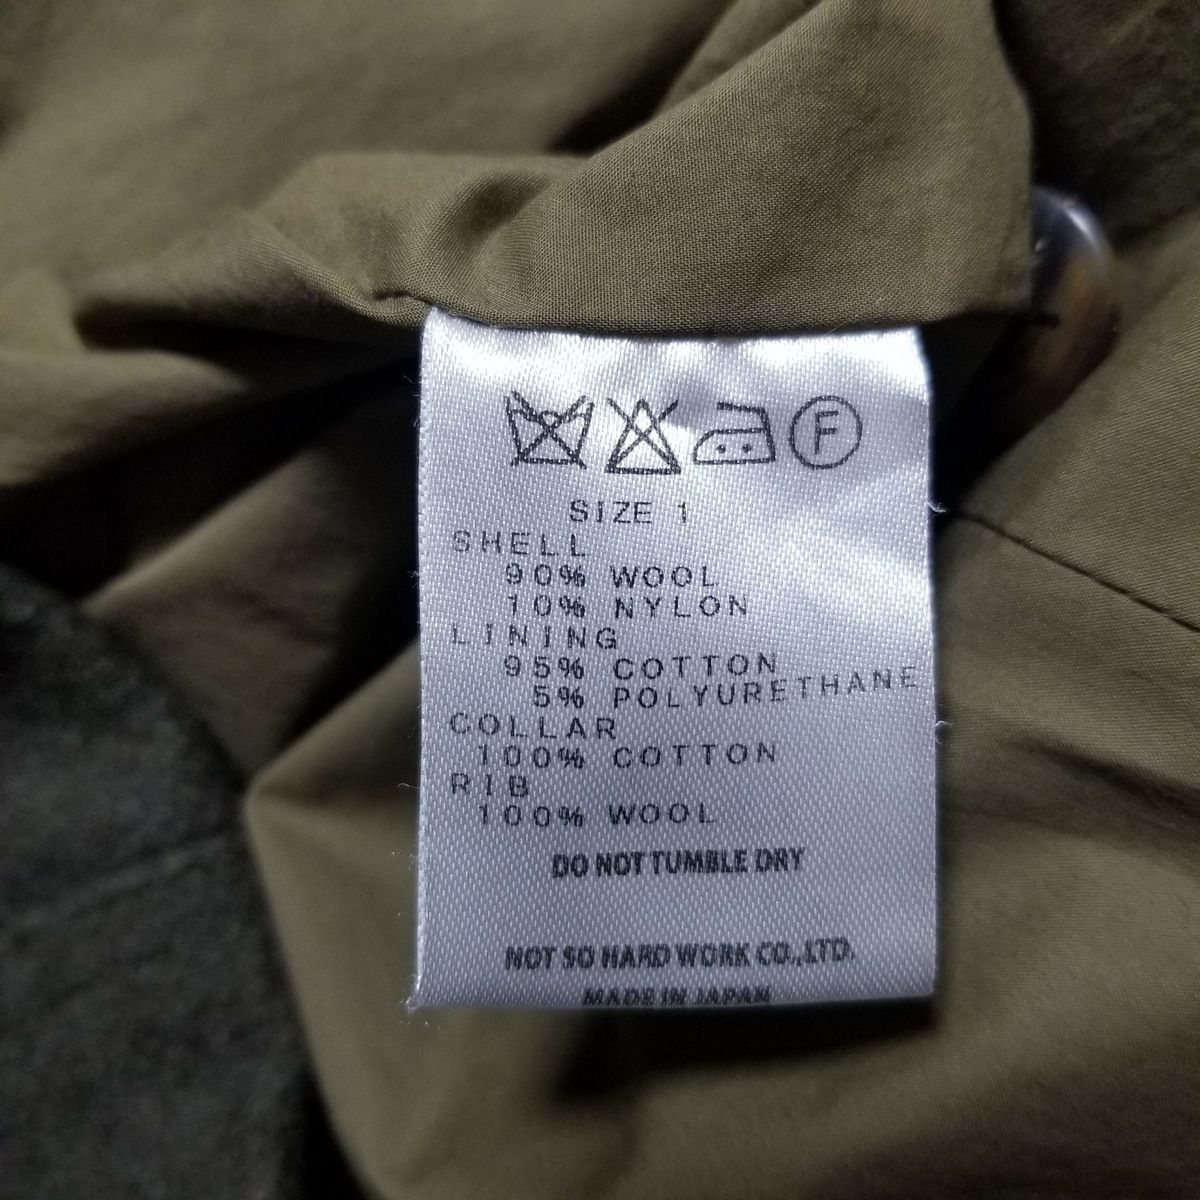 F
SIZE 1
SHELL
90% WOOL
10% NYLON
LINING
95% COTTON
5% POLYURETHANE
COLLAR
100% COTTON
RIB
100% WOOL
DO NOT TUMBLE DRY
NOT SO HARD WORK CO.,LTD.
MADE IN JAPAN